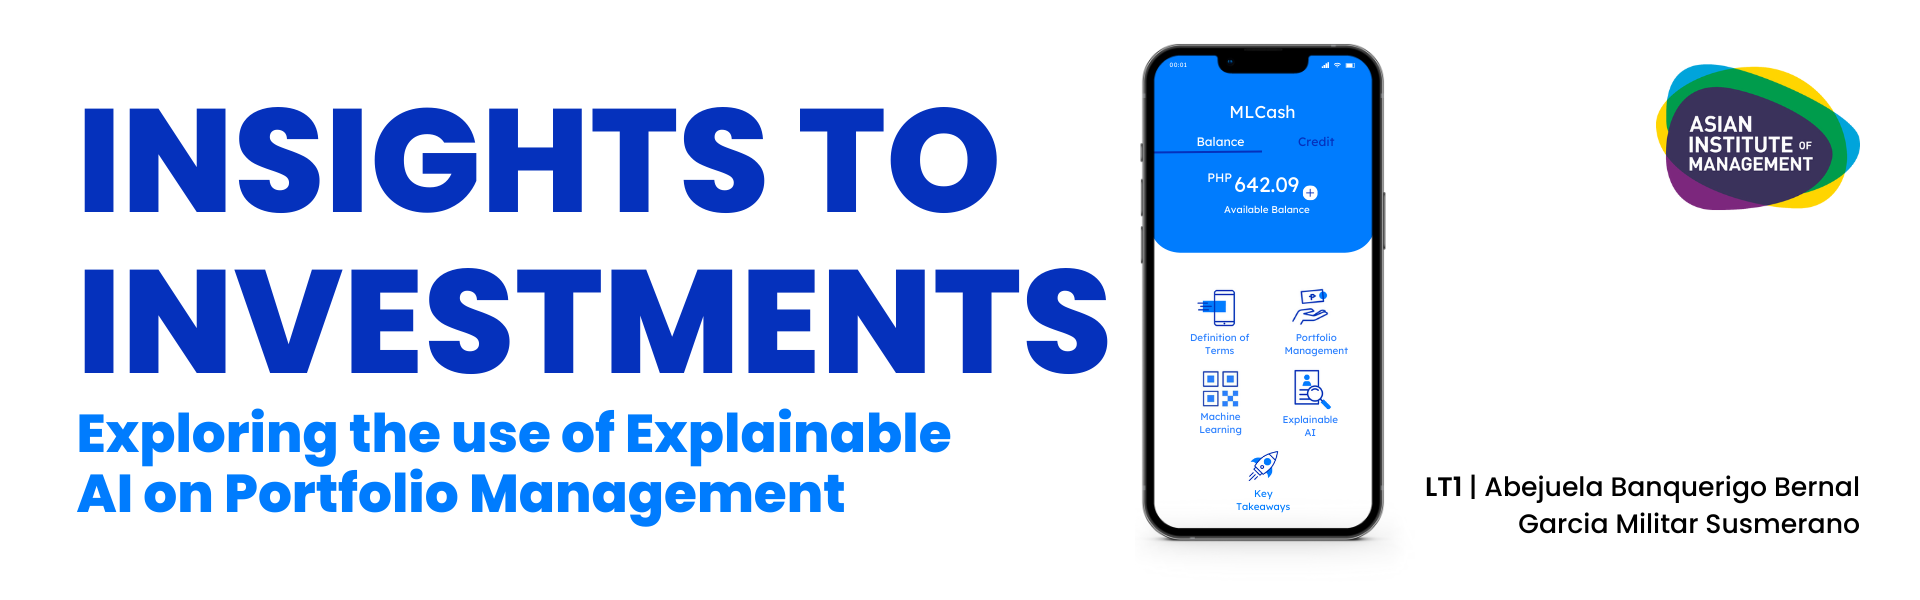 INSIGHTS TO
INVESTMENTS
Exploring the use of Explainable
AI on Portfolio Management
00:01
MLCash
Balance Credit
PHP 642.09
Available Balance
Definition of
Terms
Portfolio
Management
Machine
Learning
Explainable
AI
Key
Takeaways
ASIAN
INSTITUTE OF
MANAGEMENT
LT1 | Abejuela Banquerigo Bernal
Garcia Militar Susmerano